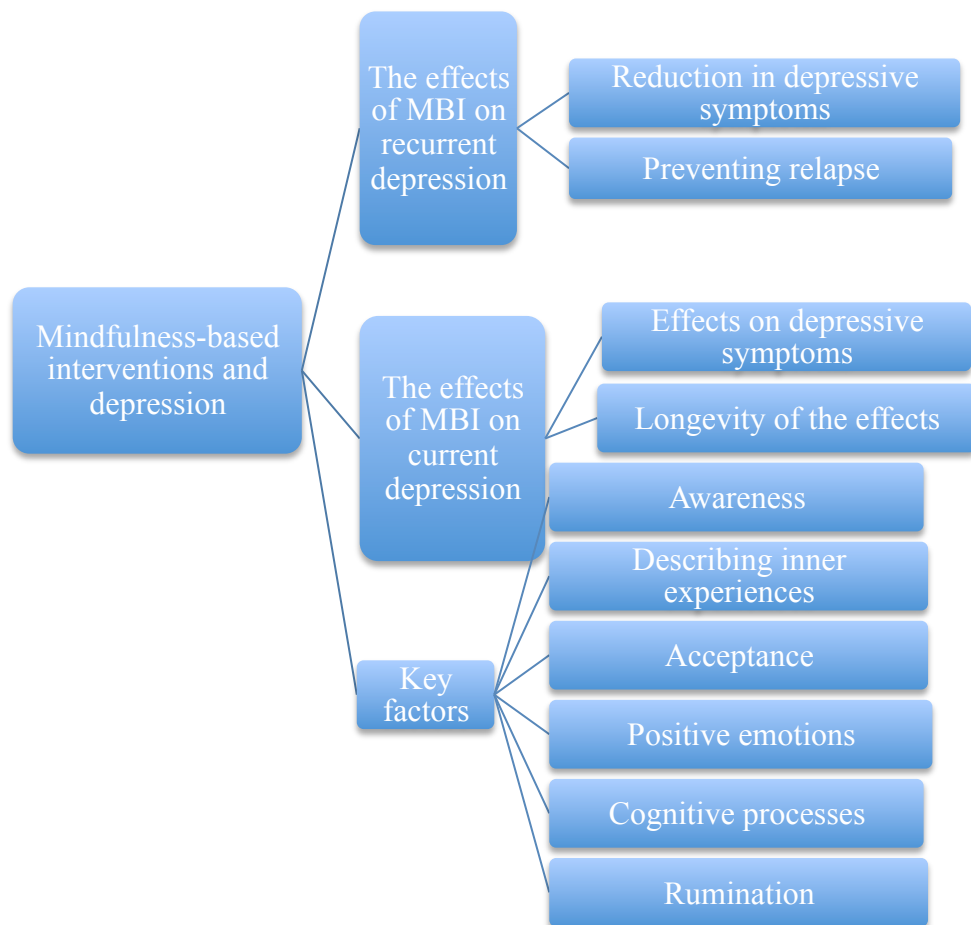 Mindfulness-based
interventions and
depression
The effects
of MBI on
recurrent
depression
Reduction in depressive
symptoms
Preventing relapse
The effects
of MBI on
current
depression
Effects on depressive
symptoms
Longevity of the effects
Key
factors
Awareness
Describing inner
experiences
Acceptance
Positive emotions
Cognitive processes
Rumination